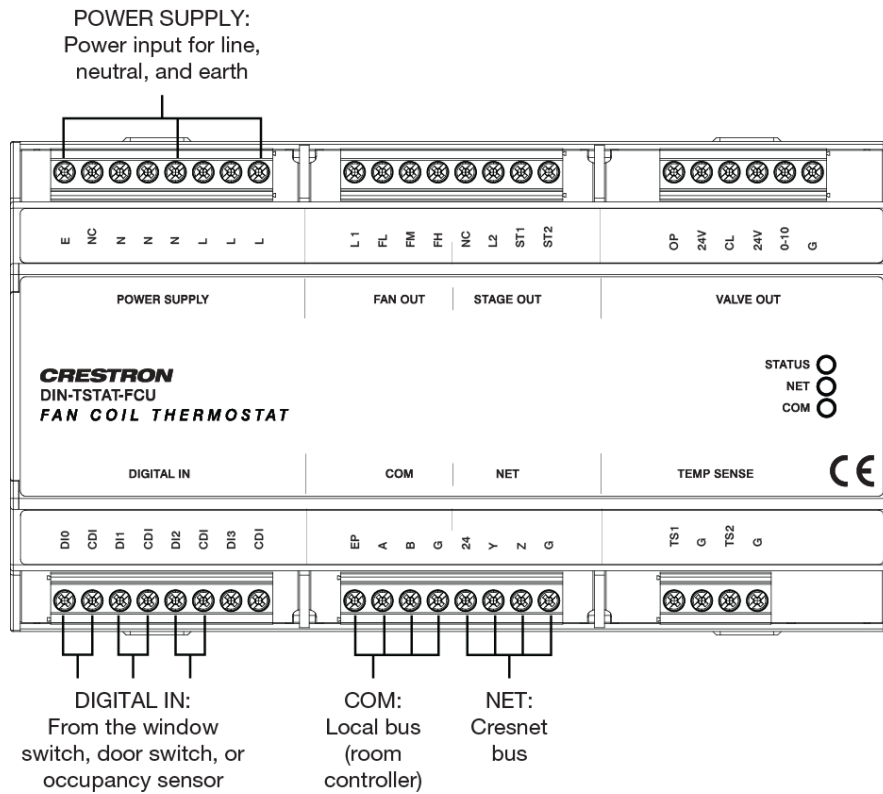 POWER SUPPLY:
Power input for line,
neutral, and earth
E NC N N N L L L
L1 FL FM FH NC L2 ST1 ST2
OP 24V CL 24V 0-10 G
POWER SUPPLY
FAN OUT
STAGE OUT
VALVE OUT
STATUS
NET
COM
CRESTRON
DIN-TSTAT-FCU
FAN COIL THERMOSTAT
DIGITAL IN
COM
NET
TEMP SENSE
CE
DI0 CDI DI1 CDI DI2 CDI DI3 CDI
EP A B G 24 Y Z G
TS1 G TS2 G
DIGITAL IN:
From the window
switch, door switch, or
occupancy sensor
COM:
Local bus
(room
controller)
NET:
Cresnet
bus